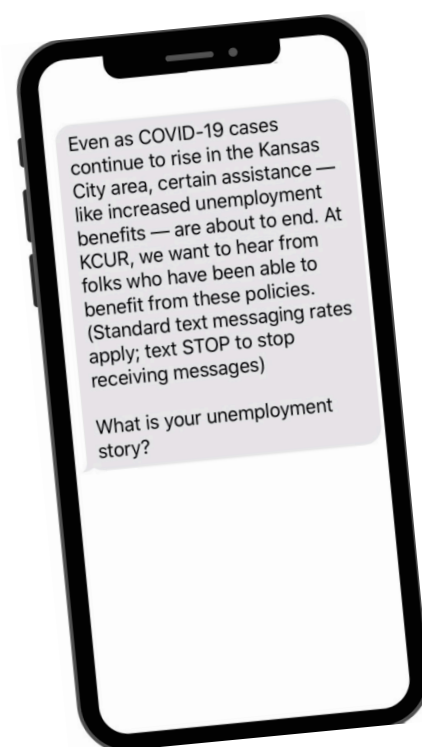 Even as COVID-19 cases
continue to rise in the Kansas
City area, certain assistance —
like increased unemployment
benefits — are about to end. At
KCUR, we want to hear from
folks who have been able to
benefit from these policies.
(Standard text messaging rates
apply; text STOP to stop
receiving messages)

What is your unemployment
story?